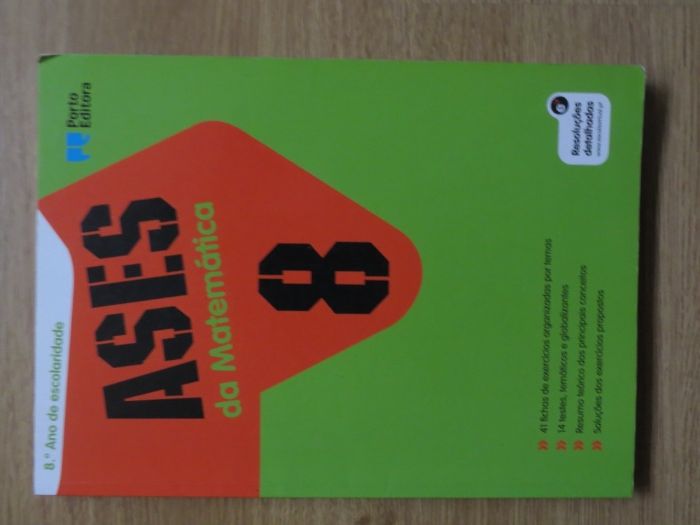 8.º Ano de escolaridade
Porto
Editora
ASES
da Matemática
8
41 fichas de exercícios organizadas por temas
14 testes, temáticos e globalizantes
Resumo teórico dos principais conceitos
Soluções dos exercícios propostos
Resoluções
detalhadas